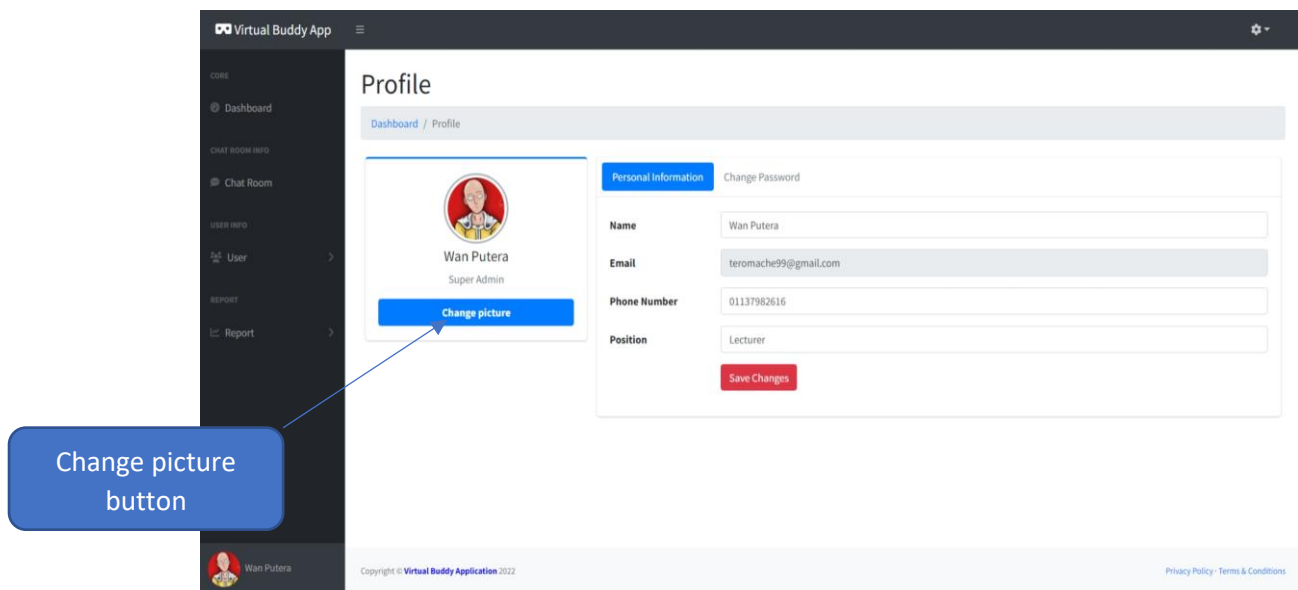 Virtual Buddy App
CORE
Dashboard
CHAT ROOM INFO
Chat Room
USER INFO
User
REPORT
Report
Wan Putera
Profile
Dashboard / Profile
Wan Putera
Super Admin
Change picture
Personal Information Change Password
Name Wan Putera
Email teromache99@gmail.com
Phone Number 01137982616
Position Lecturer
Save Changes
Change picture
button
Copyright © Virtual Buddy Application 2022
Privacy Policy · Terms & Conditions